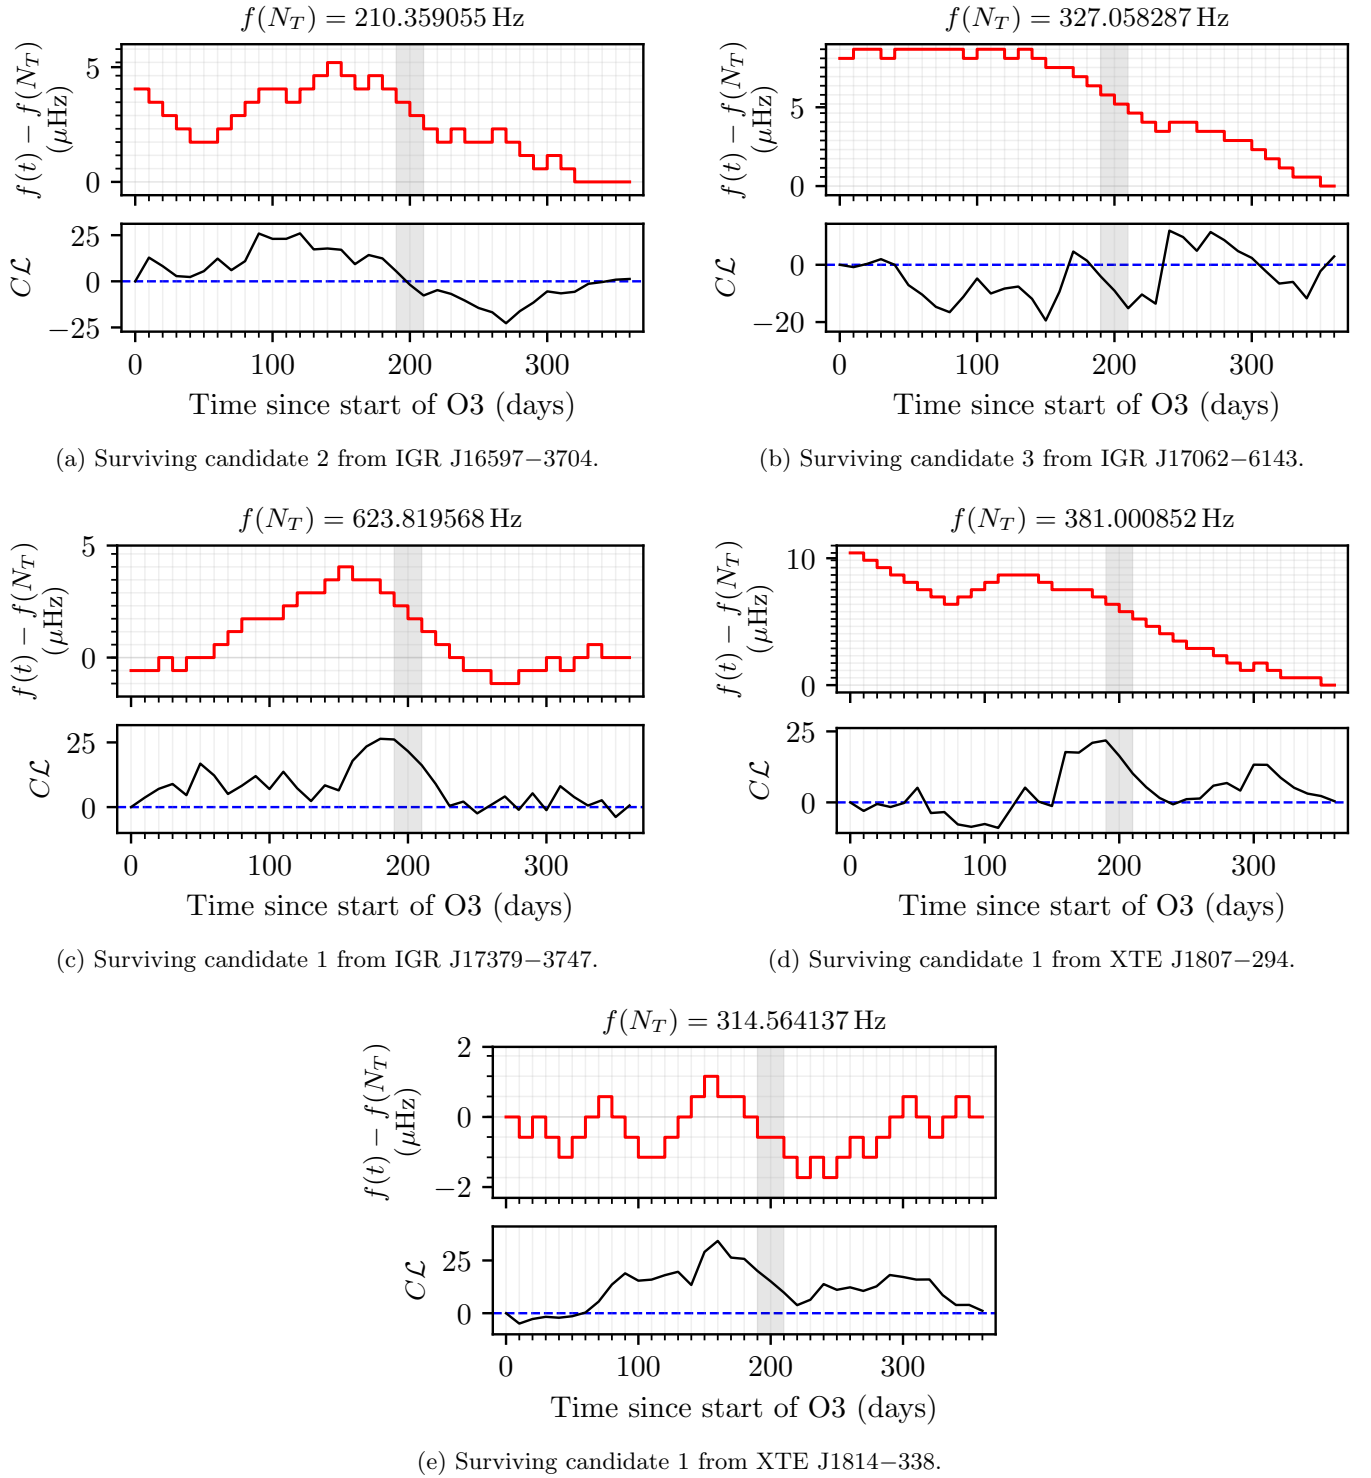 f(N_T) = 210.359055 Hz
f(t) − f(N_T)
(μHz)
5
0
Cℒ
25
0
−25
0 100 200 300
Time since start of O3 (days)
(a) Surviving candidate 2 from IGR J16597−3704.
f(N_T) = 327.058287 Hz
f(t) − f(N_T)
(μHz)
5
0
Cℒ
0
−20
0 100 200 300
Time since start of O3 (days)
(b) Surviving candidate 3 from IGR J17062−6143.
f(N_T) = 623.819568 Hz
f(t) − f(N_T)
(μHz)
5
0
Cℒ
25
0
0 100 200 300
Time since start of O3 (days)
(c) Surviving candidate 1 from IGR J17379−3747.
f(N_T) = 381.000852 Hz
f(t) − f(N_T)
(μHz)
10
0
Cℒ
25
0
0 100 200 300
Time since start of O3 (days)
(d) Surviving candidate 1 from XTE J1807−294.
f(N_T) = 314.564137 Hz
f(t) − f(N_T)
(μHz)
2
0
−2
Cℒ
25
0
0 100 200 300
Time since start of O3 (days)
(e) Surviving candidate 1 from XTE J1814−338.